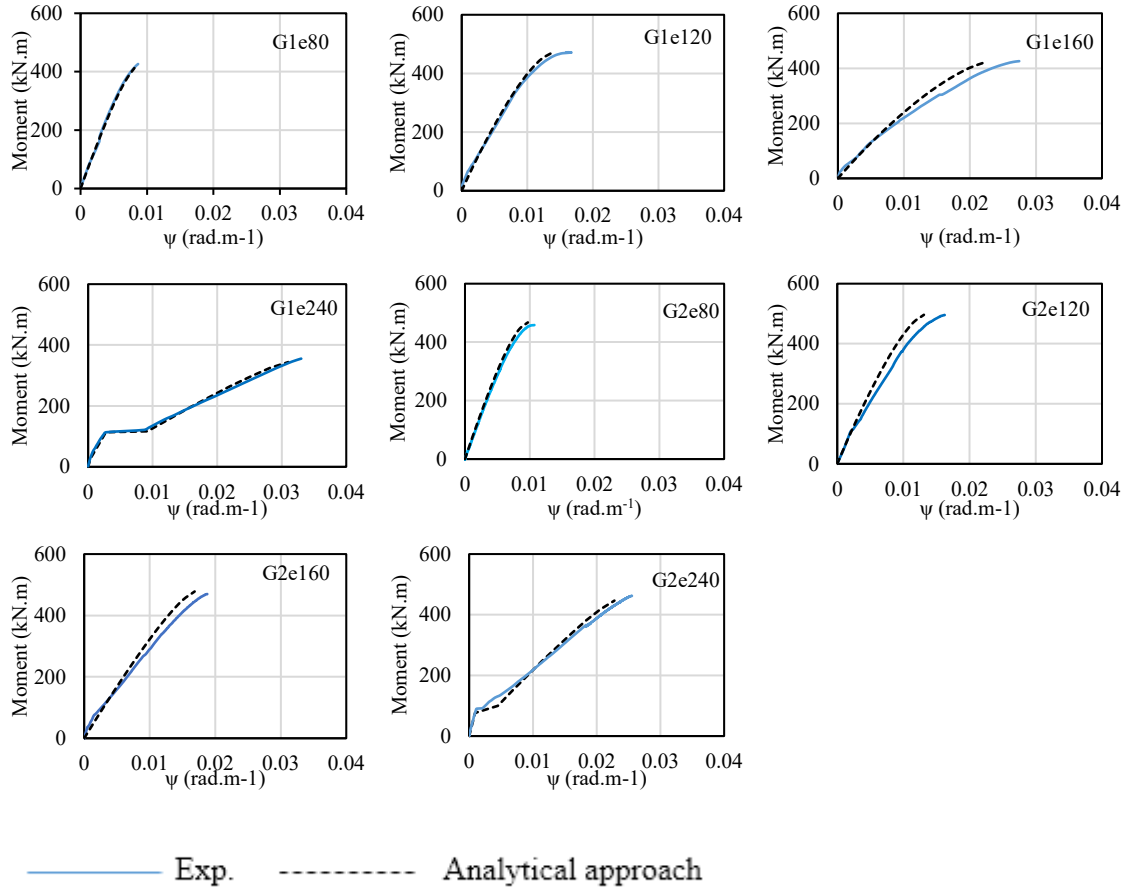 600
400
200
0
Moment (kN.m)
G1e80
0 0.01 0.02 0.03 0.04
ψ (rad.m-1)
600
400
200
0
Moment (kN.m)
G1e120
0 0.01 0.02 0.03 0.04
ψ (rad.m-1)
600
400
200
0
Moment (kN.m)
G1e160
0 0.01 0.02 0.03 0.04
ψ (rad.m-1)
600
400
200
0
Moment (kN.m)
G1e240
0 0.01 0.02 0.03 0.04
ψ (rad.m-1)
600
400
200
0
Moment (kN.m)
G2e80
0 0.01 0.02 0.03 0.04
ψ (rad.m⁻¹)
600
400
200
0
Moment (kN.m)
G2e120
0 0.01 0.02 0.03 0.04
ψ (rad.m-1)
600
400
200
0
Moment (kN.m)
G2e160
0 0.01 0.02 0.03 0.04
ψ (rad.m-1)
600
400
200
0
Moment (kN.m)
G2e240
0 0.01 0.02 0.03 0.04
ψ (rad.m-1)
Exp. Analytical approach